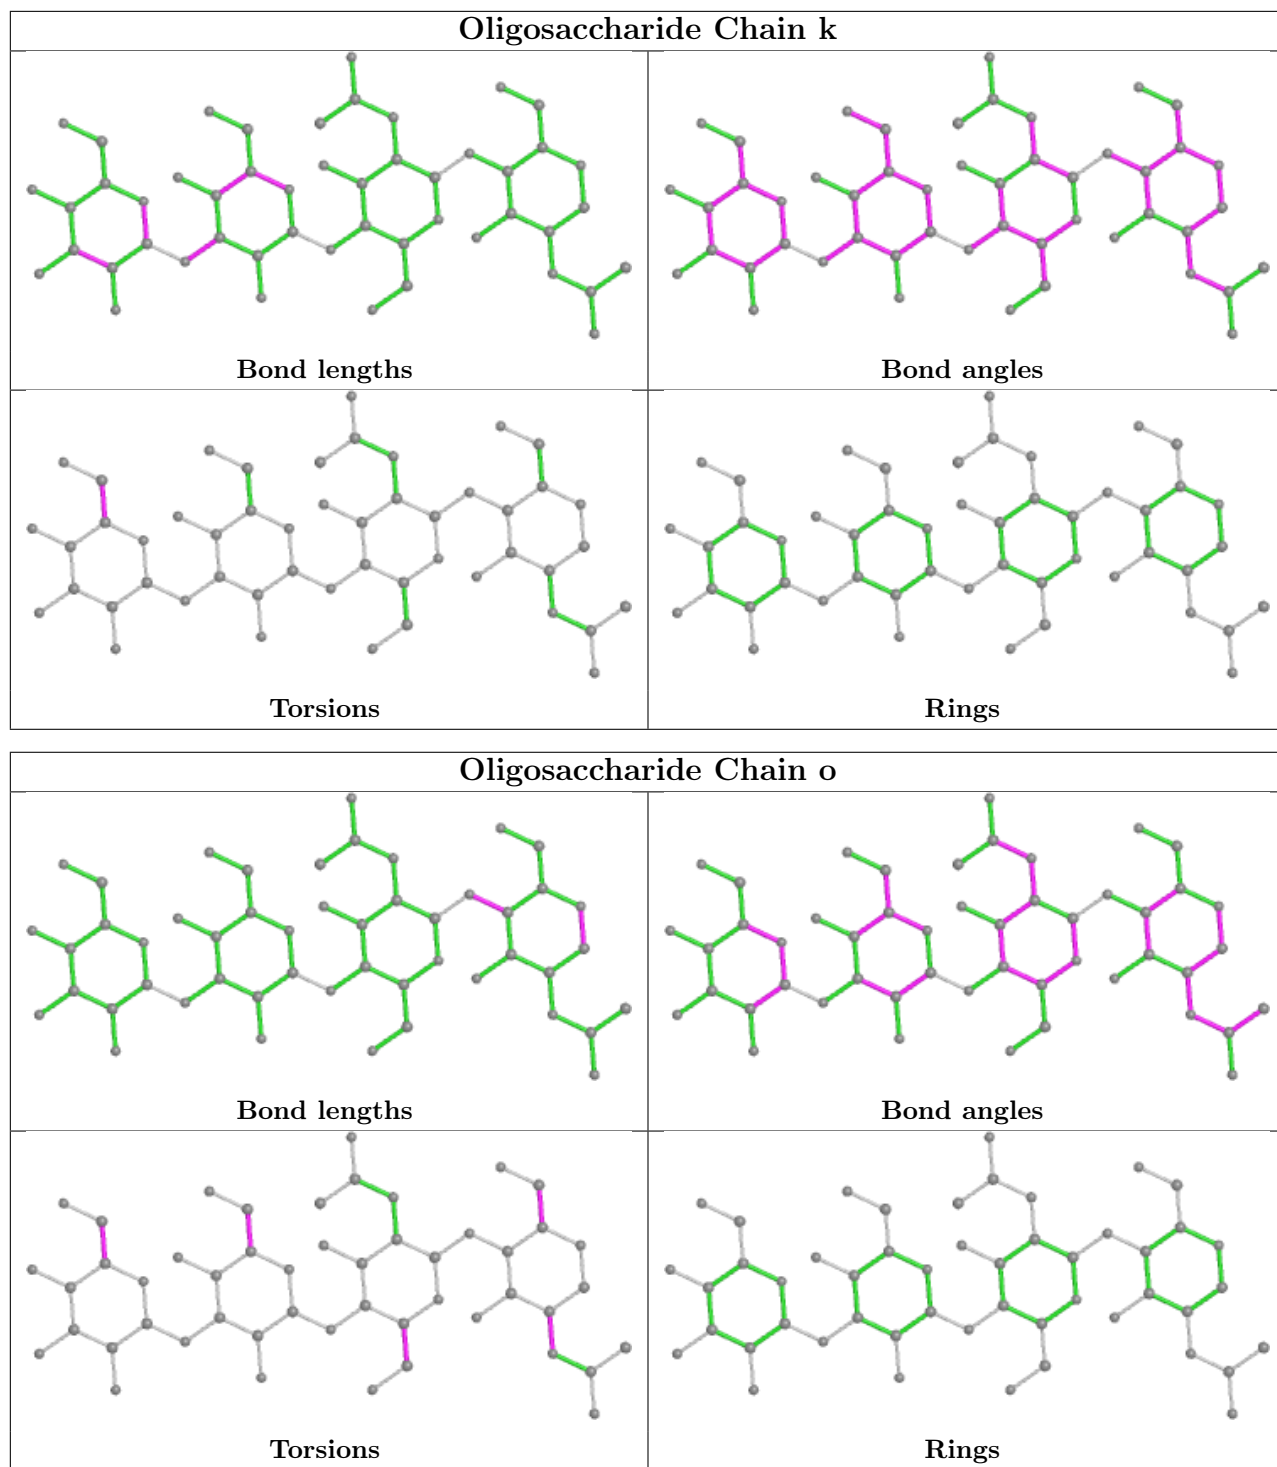 Oligosaccharide Chain k
Bond lengths
Bond angles
Torsions
Rings
Oligosaccharide Chain o
Bond lengths
Bond angles
Torsions
Rings